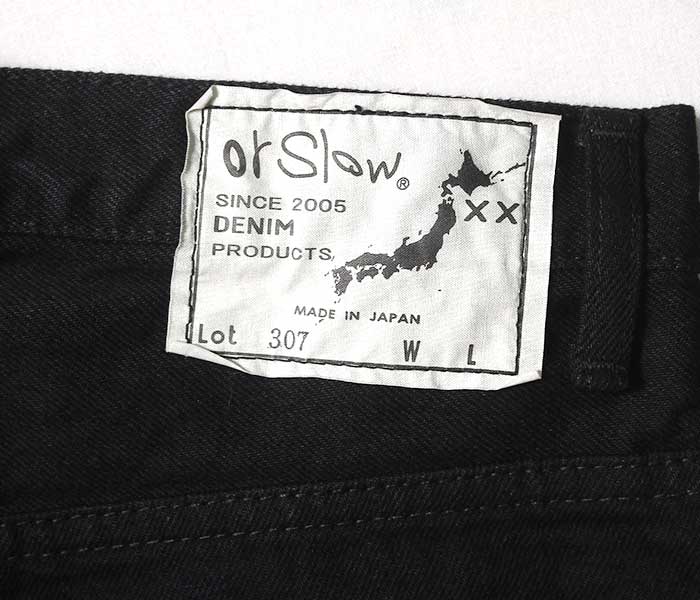 orSlow®
SINCE 2005
DENIM
PRODUCTS
XX
MADE IN JAPAN
Lot 307 W L